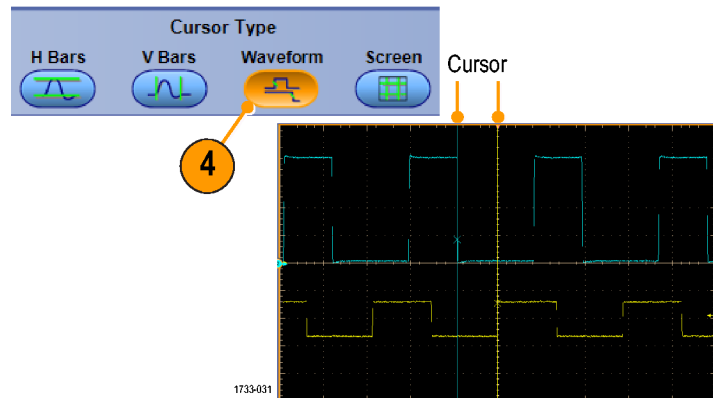 Cursor Type
H Bars V Bars Waveform Screen
Cursor
4
1733-031